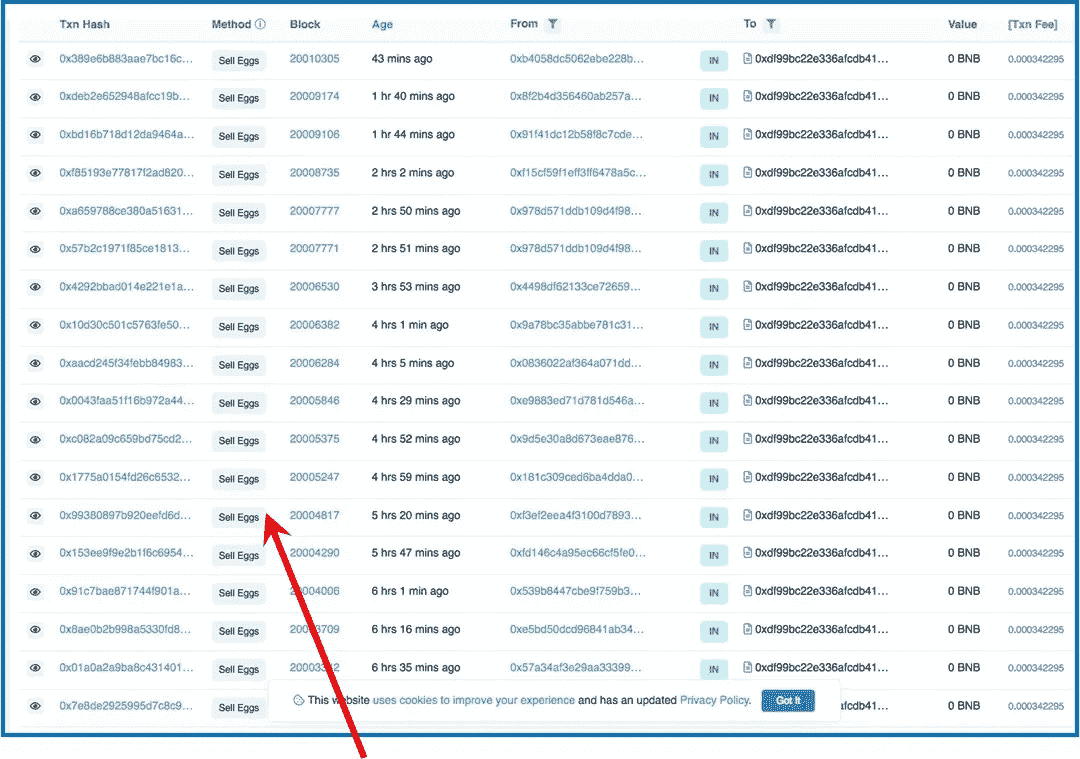 Txn Hash Method Block Age From To Value [Txn Fee]
0x389e6b883aae7bc16c... Sell Eggs 20010305 43 mins ago 0xb4058dc5062ebe228b... IN 0xdf99bc22e336afcdb41... 0 BNB 0.000342295
0xdeb2e652948afcc19b... Sell Eggs 20009174 1 hr 40 mins ago 0x8f2b4d356460ab257a... IN 0xdf99bc22e336afcdb41... 0 BNB 0.000342295
0xbd16b718d12da9464a... Sell Eggs 20009106 1 hr 44 mins ago 0x91f41dc12b58f8c7cde... IN 0xdf99bc22e336afcdb41... 0 BNB 0.000342295
0xf85193e77817f2ad820... Sell Eggs 20008735 2 hrs 2 mins ago 0xf15cf59f1eff3ff6478a5c... IN 0xdf99bc22e336afcdb41... 0 BNB 0.000342295
0xa659788ce380a51631... Sell Eggs 20007777 2 hrs 50 mins ago 0x978d571ddb109d4f98... IN 0xdf99bc22e336afcdb41... 0 BNB 0.000342295
0x57b2c1971f85ce1813... Sell Eggs 20007771 2 hrs 51 mins ago 0x978d571ddb109d4f98... IN 0xdf99bc22e336afcdb41... 0 BNB 0.000342295
0x4292bbad014e221e1a... Sell Eggs 20006530 3 hrs 53 mins ago 0x4498df62133ce72659... IN 0xdf99bc22e336afcdb41... 0 BNB 0.000342295
0x10d30c501c5763fe50... Sell Eggs 20006382 4 hrs 1 min ago 0x9a78bc35abbe781c31... IN 0xdf99bc22e336afcdb41... 0 BNB 0.000342295
0xaacd245f34febb84983... Sell Eggs 20006284 4 hrs 5 mins ago 0x0836022af364a071dd... IN 0xdf99bc22e336afcdb41... 0 BNB 0.000342295
0x0043faa51f16b972a44... Sell Eggs 20005846 4 hrs 29 mins ago 0xe9883ed71d781d546a... IN 0xdf99bc22e336afcdb41... 0 BNB 0.000342295
0xc082a09c659bd75cd2... Sell Eggs 20005375 4 hrs 52 mins ago 0x9d5e30a8d673eae876... IN 0xdf99bc22e336afcdb41... 0 BNB 0.000342295
0x1775a0154fd26c6532... Sell Eggs 20005247 4 hrs 59 mins ago 0x181c309ced6ba4dda0... IN 0xdf99bc22e336afcdb41... 0 BNB 0.000342295
0x99380897b920eefd6d... Sell Eggs 20004817 5 hrs 20 mins ago 0xf3ef2eea4f3100d7893... IN 0xdf99bc22e336afcdb41... 0 BNB 0.000342295
0x153ee9f9e2b1f6c6954... Sell Eggs 20004290 5 hrs 47 mins ago 0xfd146c4a95ec66cf5fe0... IN 0xdf99bc22e336afcdb41... 0 BNB 0.000342295
0x91c7bae871744f901a... Sell Eggs 6 hrs 1 min ago 0x539b8447cbe9f759b3... IN 0xdf99bc22e336afcdb41... 0 BNB 0.000342295
0x8ae0b2b998a5330fd8... Sell Eggs 6 hrs 16 mins ago 0xe5bd50dcd96841ab34... IN 0xdf99bc22e336afcdb41... 0 BNB 0.000342295
0x01a0a2a9ba8c431401... Sell Eggs 6 hrs 35 mins ago 0x57a34af3e29aa33399... IN 0xdf99bc22e336afcdb41... 0 BNB 0.000342295
This website uses cookies to improve your experience and has an updated Privacy Policy. Got It
0x7e8de2925995d7c8c9... Sell Eggs 0 BNB 0.000342295